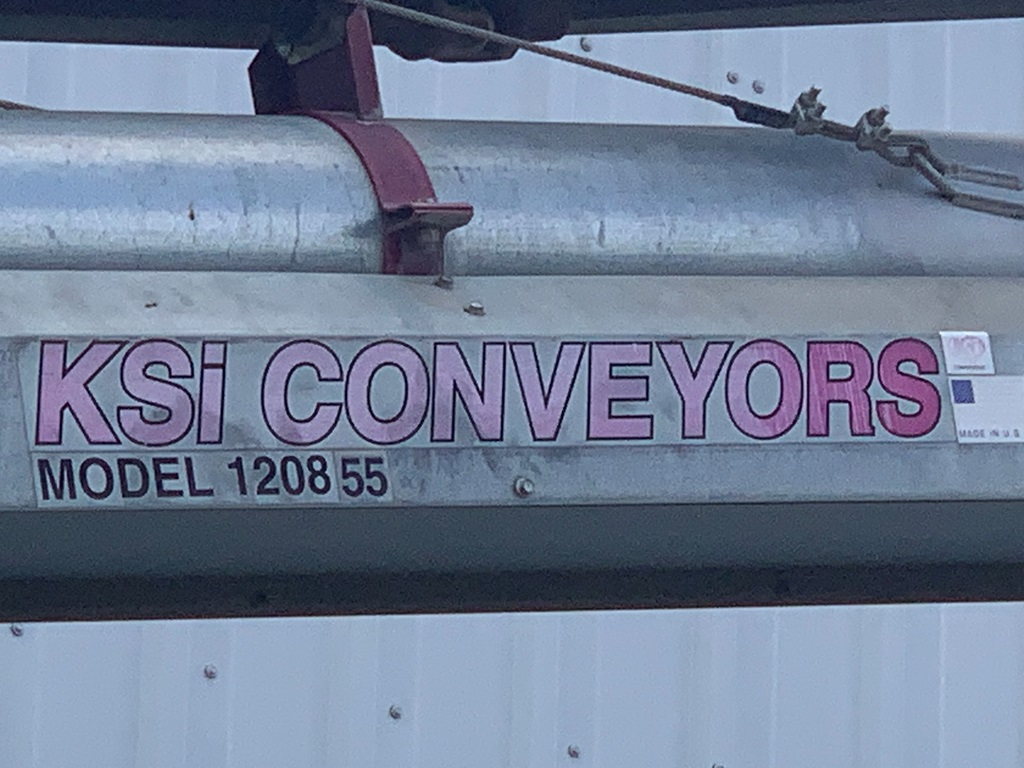 KSi CONVEYORS
MODEL 1208 55
MADE IN U.S